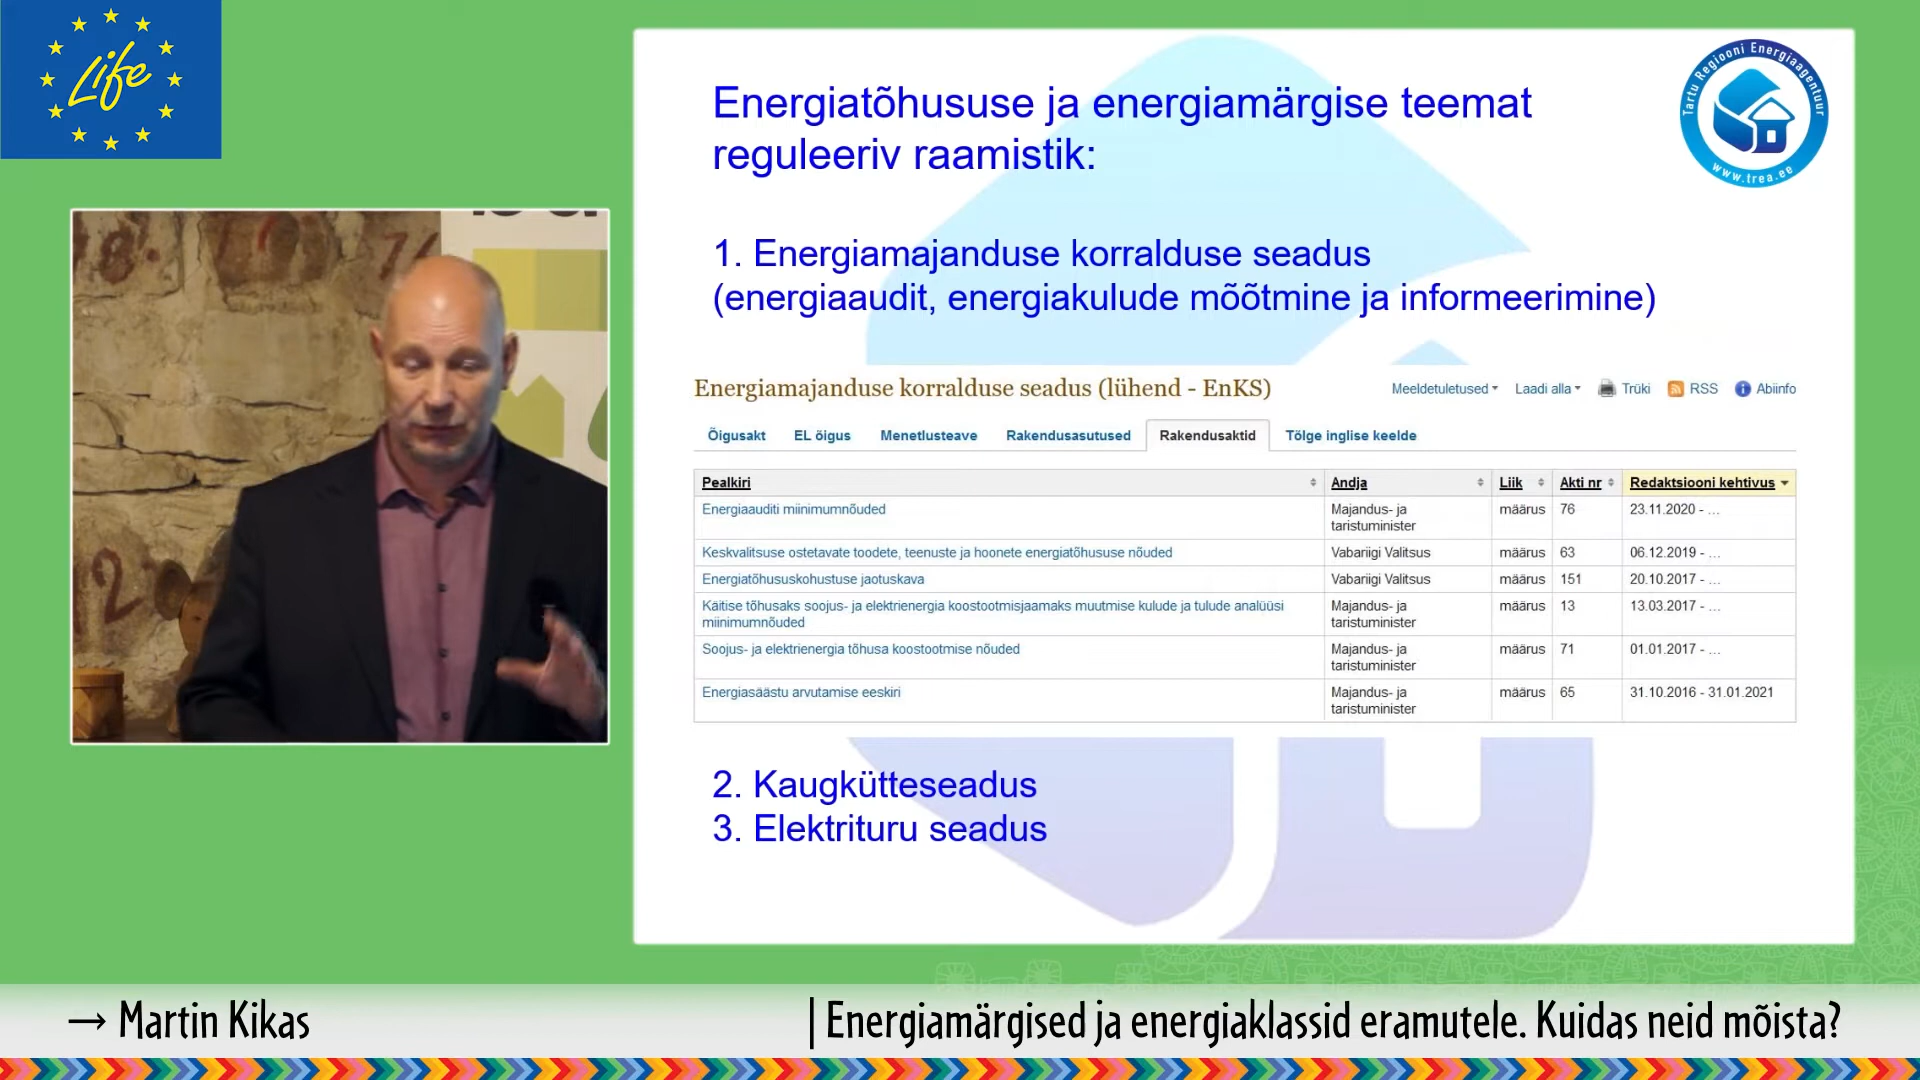 Life
Energiatõhususe ja energiamärgise teemat
reguleeriv raamistik:
Tartu Regiooni Energiaagentuur
www.trea.ee
1. Energiamajanduse korralduse seadus
(energiaaudit, energiakulude mõõtmine ja informeerimine)
Energiamajanduse korralduse seadus (lühend - EnKS)
Meeldetuletused Laadi alla Trüki RSS Abiinfo
Õigusakt EL õigus Menetlusteave Rakendusasutused Rakendusaktid Tõlge inglise keelde
Pealkiri Andja Liik Akti nr Redaktsiooni kehtivus
Energiaauditi miinimumnõuded Majandus- ja taristuminister määrus 76 23.11.2020 - ...
Keskvalitsuse ostetavate toodete, teenuste ja hoonete energiatõhususe nõuded Vabariigi Valitsus määrus 63 06.12.2019 - ...
Energiatõhususkohustuse jaotuskava Vabariigi Valitsus määrus 151 20.10.2017 - ...
Käitise tõhusaks soojus- ja elektrienergia koostootmisjaamaks muutmise kulude ja tulude analüüsi miinimumnõuded Majandus- ja taristuminister määrus 13 13.03.2017 - ...
Soojus- ja elektrienergia tõhusa koostootmise nõuded Majandus- ja taristuminister määrus 71 01.01.2017 - ...
Energiasäästu arvutamise eeskiri Majandus- ja taristuminister määrus 65 31.10.2016 - 31.01.2021
2. Kaugkütteseadus
3. Elektrituru seadus
→ Martin Kikas
| Energiamärgised ja energiaklassid eramutele. Kuidas neid mõista?